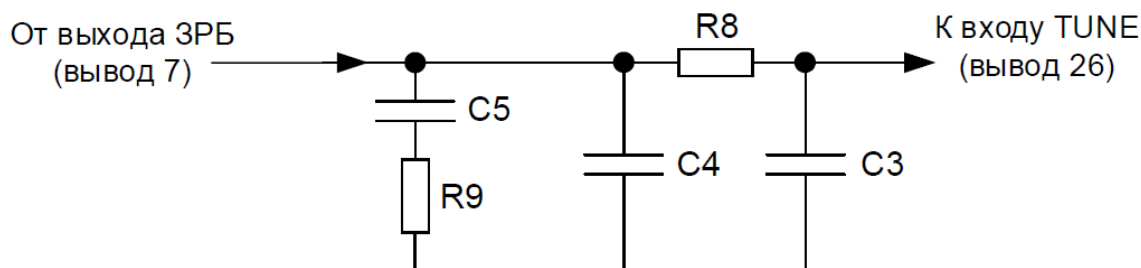 От выхода ЗРБ
(вывод 7)
R8
К входу TUNE
(вывод 26)
C5
R9
C4
C3